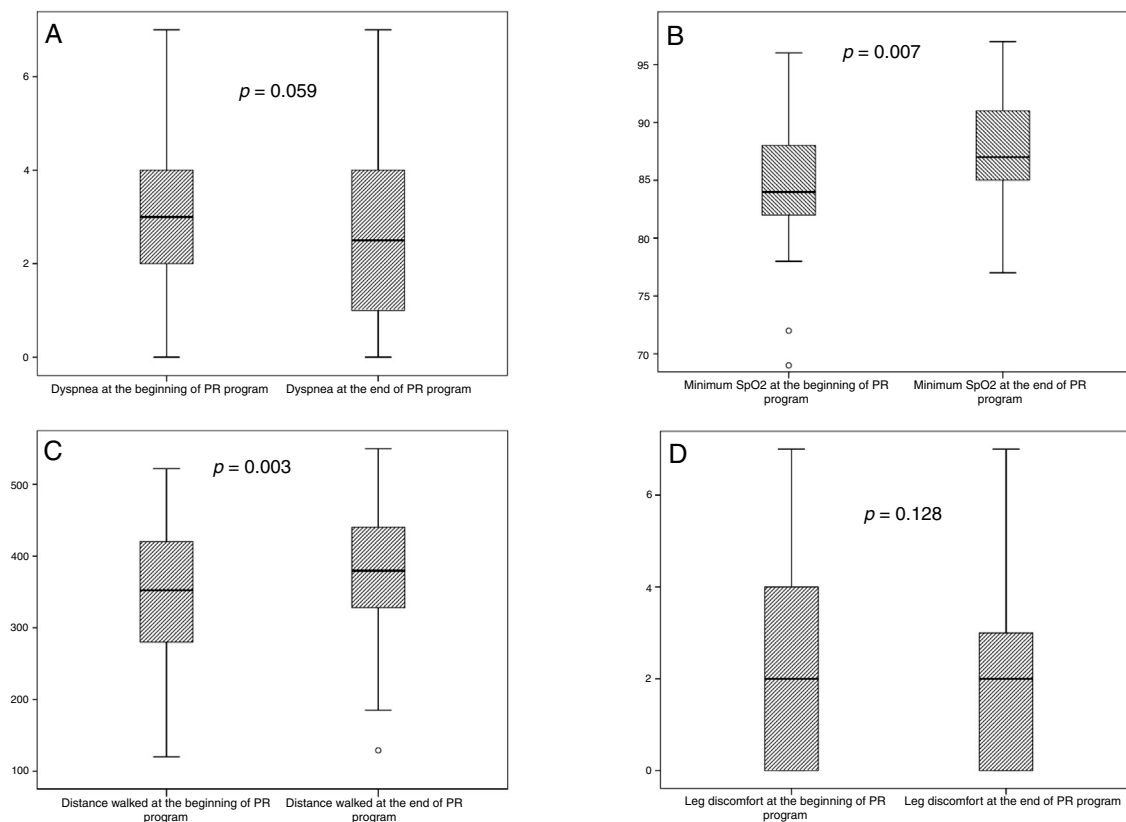 A
p = 0.059
6
4
2
0
Dyspnea at the beginning of PR program
Dyspnea at the end of PR program
B
p = 0.007
95
90
85
80
75
70
Minimum SpO2 at the beginning of PR
program
Minimum SpO2 at the end of PR
program
C
p = 0.003
500
400
300
200
100
Distance walked at the beginning of PR
program
Distance walked at the end of PR
program
D
p = 0.128
6
4
2
0
Leg discomfort at the beginning of PR
program
Leg discomfort at the end of PR program